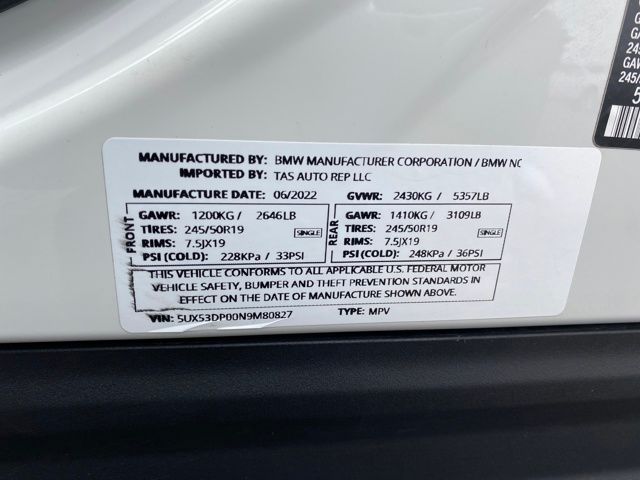 MANUFACTURED BY: BMW MANUFACTURER CORPORATION / BMW NC
IMPORTED BY: TAS AUTO REP LLC
MANUFACTURE DATE: 06/2022 GVWR: 2430KG / 5357LB
FRONT
GAWR: 1200KG / 2646LB
TIRES: 245/50R19 SINGLE
RIMS: 7.5JX19
PSI (COLD): 228KPa / 33PSI
REAR
GAWR: 1410KG / 3109LB
TIRES: 245/50R19 SINGLE
RIMS: 7.5JX19
PSI (COLD): 248KPa / 36PSI
THIS VEHICLE CONFORMS TO ALL APPLICABLE U.S. FEDERAL MOTOR
VEHICLE SAFETY, BUMPER AND THEFT PREVENTION STANDARDS IN
EFFECT ON THE DATE OF MANUFACTURE SHOWN ABOVE.
VIN: 5UX53DP00N9M80827 TYPE: MPV
GAW
245/